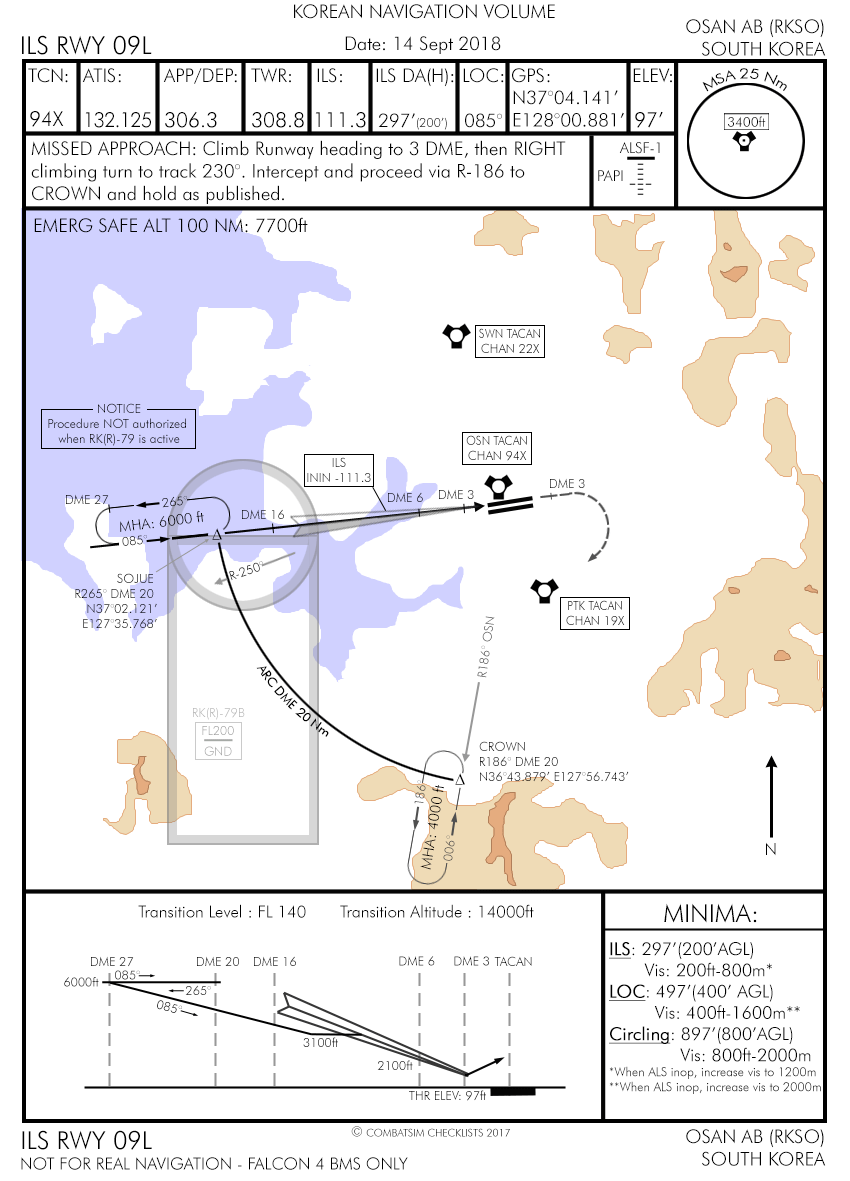 KOREAN NAVIGATION VOLUME
ILS RWY 09L
Date: 14 Sept 2018
OSAN AB (RKSO)
SOUTH KOREA
TCN:
94X
ATIS:
132.125
APP/DEP:
306.3
TWR:
308.8
ILS:
111.3
ILS DA(H):
297’(200’)
LOC:
085°
GPS:
N37°04.141’
E128°00.881’
ELEV:
97’
MSA 25 Nm
3400ft
MISSED APPROACH: Climb Runway heading to 3 DME, then RIGHT
climbing turn to track 230°. Intercept and proceed via R-186 to
CROWN and hold as published.
ALSF-1
PAPI
EMERG SAFE ALT 100 NM: 7700ft
SWN TACAN
CHAN 22X
NOTICE
Procedure NOT authorized
when RK(R)-79 is active
OSN TACAN
CHAN 94X
ILS
ININ -111.3
DME 27
265°
MHA: 6000 ft
085°
DME 16
DME 6
DME 3
DME 3
SOJUE
R265° DME 20
N37°02.121’
E127°35.768’
R-250°
PTK TACAN
CHAN 19X
R186° OSN
ARC DME 20 Nm
RK(R)-79B
FL200
GND
CROWN
R186° DME 20
N36°43.879’ E127°56.743’
186°
MHA: 4000 ft
006°
N
Transition Level : FL 140
Transition Altitude : 14000ft
DME 27
DME 20
DME 16
DME 6
DME 3
TACAN
6000ft
085°
265°
085°
3100ft
2100ft
THR ELEV: 97ft
MINIMA:
ILS: 297’(200’AGL)
Vis: 200ft-800m*
LOC: 497’(400’ AGL)
Vis: 400ft-1600m**
Circling: 897’(800’AGL)
Vis: 800ft-2000m
*When ALS inop, increase vis to 1200m
**When ALS inop, increase vis to 2000m
ILS RWY 09L
© COMBATSIM CHECKLISTS 2017
OSAN AB (RKSO)
NOT FOR REAL NAVIGATION - FALCON 4 BMS ONLY
SOUTH KOREA